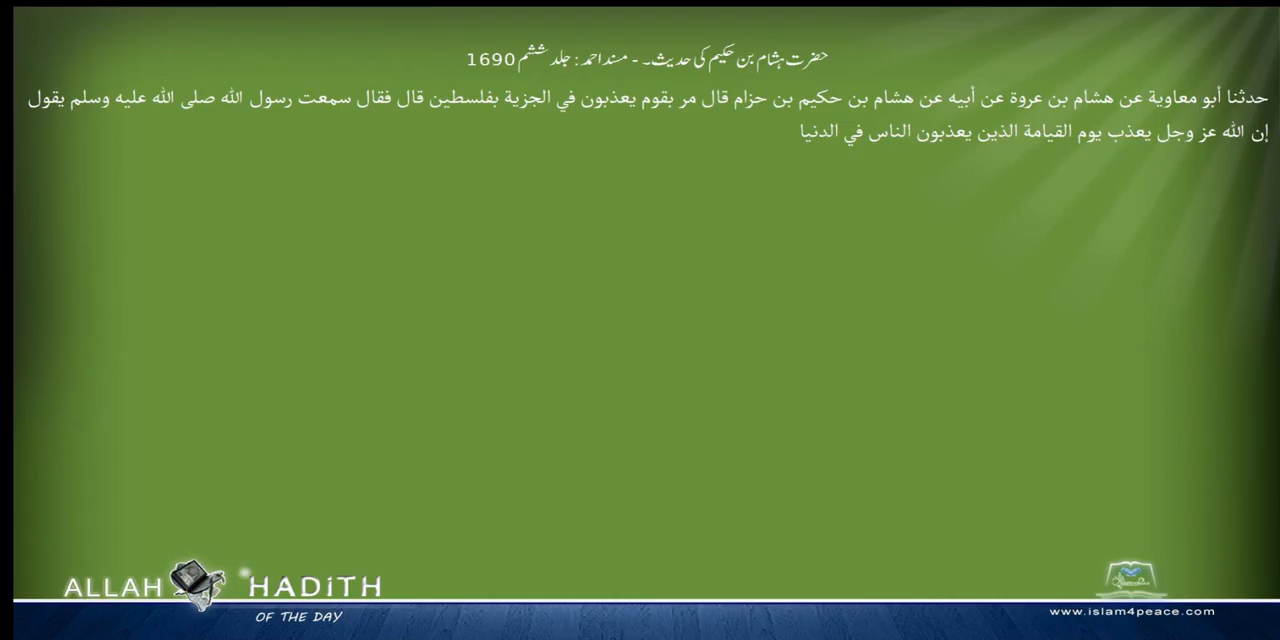 حضرت ہشام بن حکیم کی حدیث۔ - مسند احمد : جلد ششم 1690
حدثنا أبو معاوية عن هشام بن عروة عن أبيه عن هشام بن حكيم بن حزام قال مر بقوم يعذبون في الجزية بفلسطين قال فقال سمعت رسول الله صلى الله عليه وسلم يقول
إن الله عز وجل يعذب يوم القيامة الذين يعذبون الناس في الدنيا
ALLAH HADITH
OF THE DAY
www.islam4peace.com